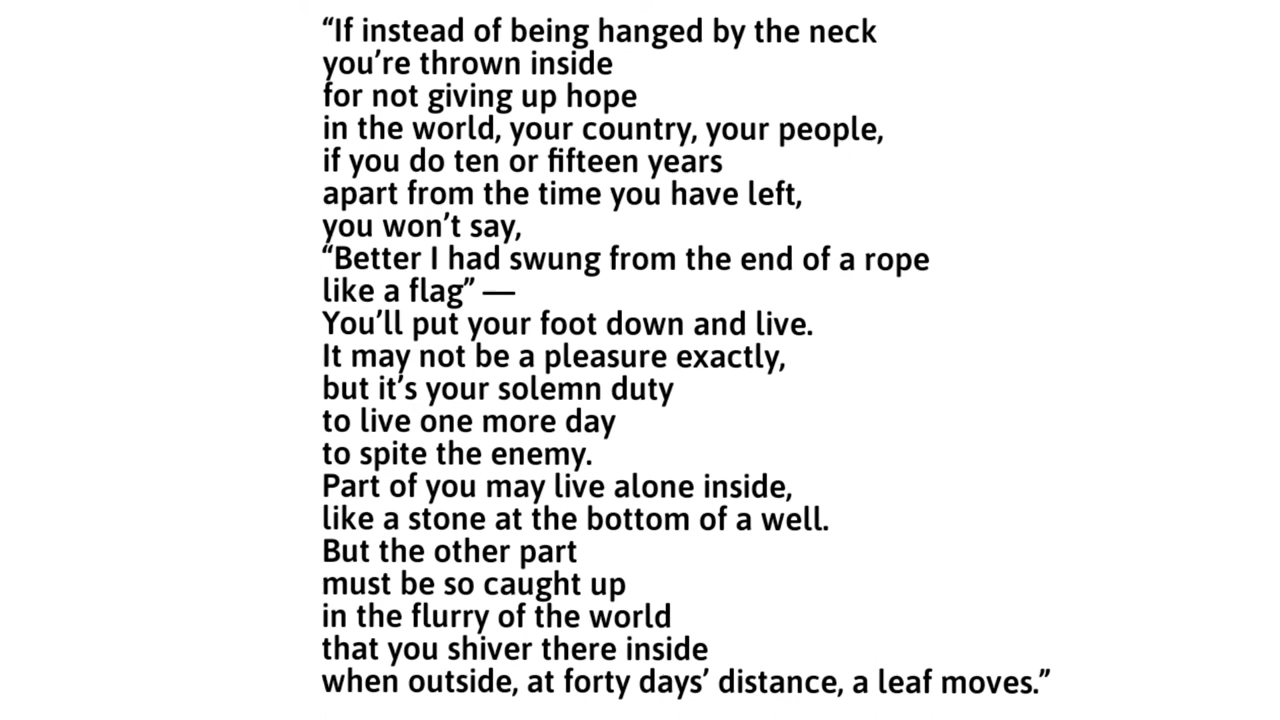 “If instead of being hanged by the neck
you’re thrown inside
for not giving up hope
in the world, your country, your people,
if you do ten or fifteen years
apart from the time you have left,
you won’t say,
“Better I had swung from the end of a rope
like a flag” —
You’ll put your foot down and live.
It may not be a pleasure exactly,
but it’s your solemn duty
to live one more day
to spite the enemy.
Part of you may live alone inside,
like a stone at the bottom of a well.
But the other part
must be so caught up
in the flurry of the world
that you shiver there inside
when outside, at forty days’ distance, a leaf moves.”